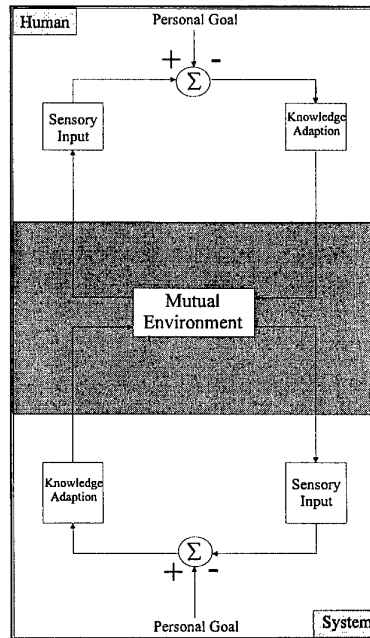 Human
Personal Goal
+
-
Σ
Sensory
Input
Knowledge
Adaption
Mutual
Environment
Knowledge
Adaption
Sensory
Input
Σ
+
-
Personal Goal
System